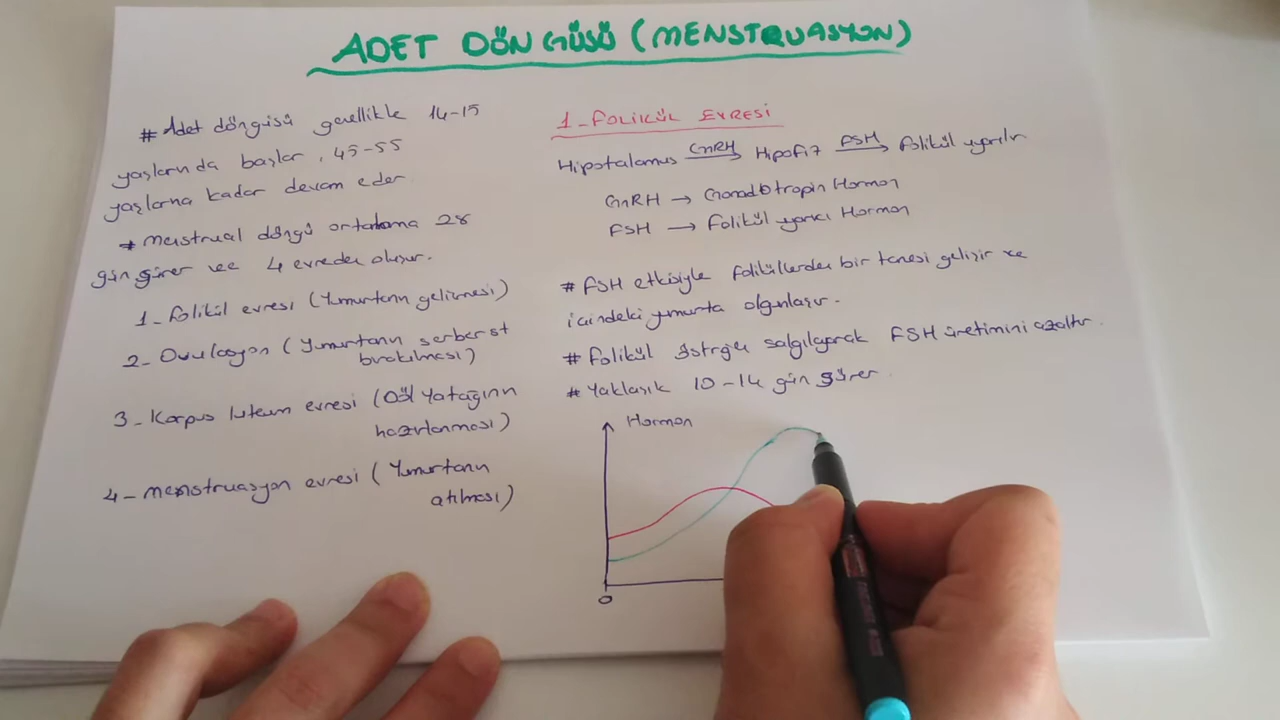 ADET DÖNGÜSÜ (MENSTRUASYON)
# Adet döngüsü genellikle 14-15
yaşlarında başlar, 45-55
yaşlarına kadar devam eder
* Menstrual döngü ortalama 28
gün sürer ve 4 evreden oluşur.
1- Folikül evresi (Yumurtanın gelişmesi)
2- Ovulasyon (Yumurtanın serberst
bırakılması)
3- Korpus luteum evresi (Döl Yatağının
hazırlanması)
4- menstruasyon evresi (Yumurtanın
atılması)
1-FOLİKÜL EVRESİ
Hipotalamus GnRH → Hipofiz FSH → Folikül uyarılır
GnRH → Gonadotropin Hormon
FSH → Folikül uyarıcı Hormon
# FSH etkisiyle foliküllerden bir tanesi gelişir ve
içindeki yumurta olgunlaşır.
# Folikül östrojen salgılayarak FSH üretimini azaltır.
# Yaklaşık 10-14 gün sürer
Hormon
0